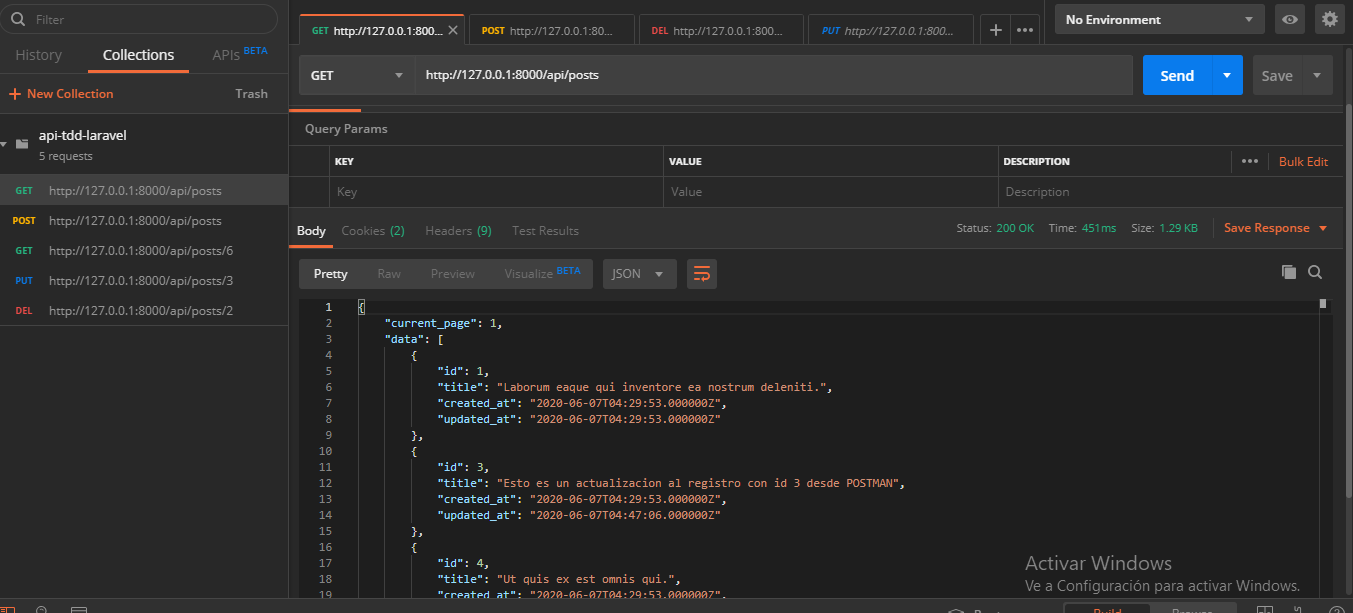 Filter
History Collections APIs BETA
+ New Collection Trash
api-tdd-laravel
5 requests
GET http://127.0.0.1:8000/api/posts
POST http://127.0.0.1:8000/api/posts
GET http://127.0.0.1:8000/api/posts/6
PUT http://127.0.0.1:8000/api/posts/3
DEL http://127.0.0.1:8000/api/posts/2
GET http://127.0.0.1:800... POST http://127.0.0.1:80... DEL http://127.0.0.1:800... PUT http://127.0.0.1:800...
No Environment
GET http://127.0.0.1:8000/api/posts Send Save
Query Params
KEY VALUE DESCRIPTION ••• Bulk Edit
Key Value Description
Body Cookies (2) Headers (9) Test Results Status: 200 OK Time: 451ms Size: 1.29 KB Save Response
Pretty Raw Preview Visualize BETA JSON
1 {
2 "current_page": 1,
3 "data": [
4 {
5 "id": 1,
6 "title": "Laborum eaque qui inventore ea nostrum deleniti.",
7 "created_at": "2020-06-07T04:29:53.000000Z",
8 "updated_at": "2020-06-07T04:29:53.000000Z"
9 },
10 {
11 "id": 3,
12 "title": "Esto es un actualizacion al registro con id 3 desde POSTMAN",
13 "created_at": "2020-06-07T04:29:53.000000Z",
14 "updated_at": "2020-06-07T04:47:06.000000Z"
15 },
16 {
17 "id": 4,
18 "title": "Ut quis ex est omnis qui.",
19 "created_at": "2020-06-07T04:29:53.000000Z",
Activar Windows
Ve a Configuración para activar Windows.
Build Browse